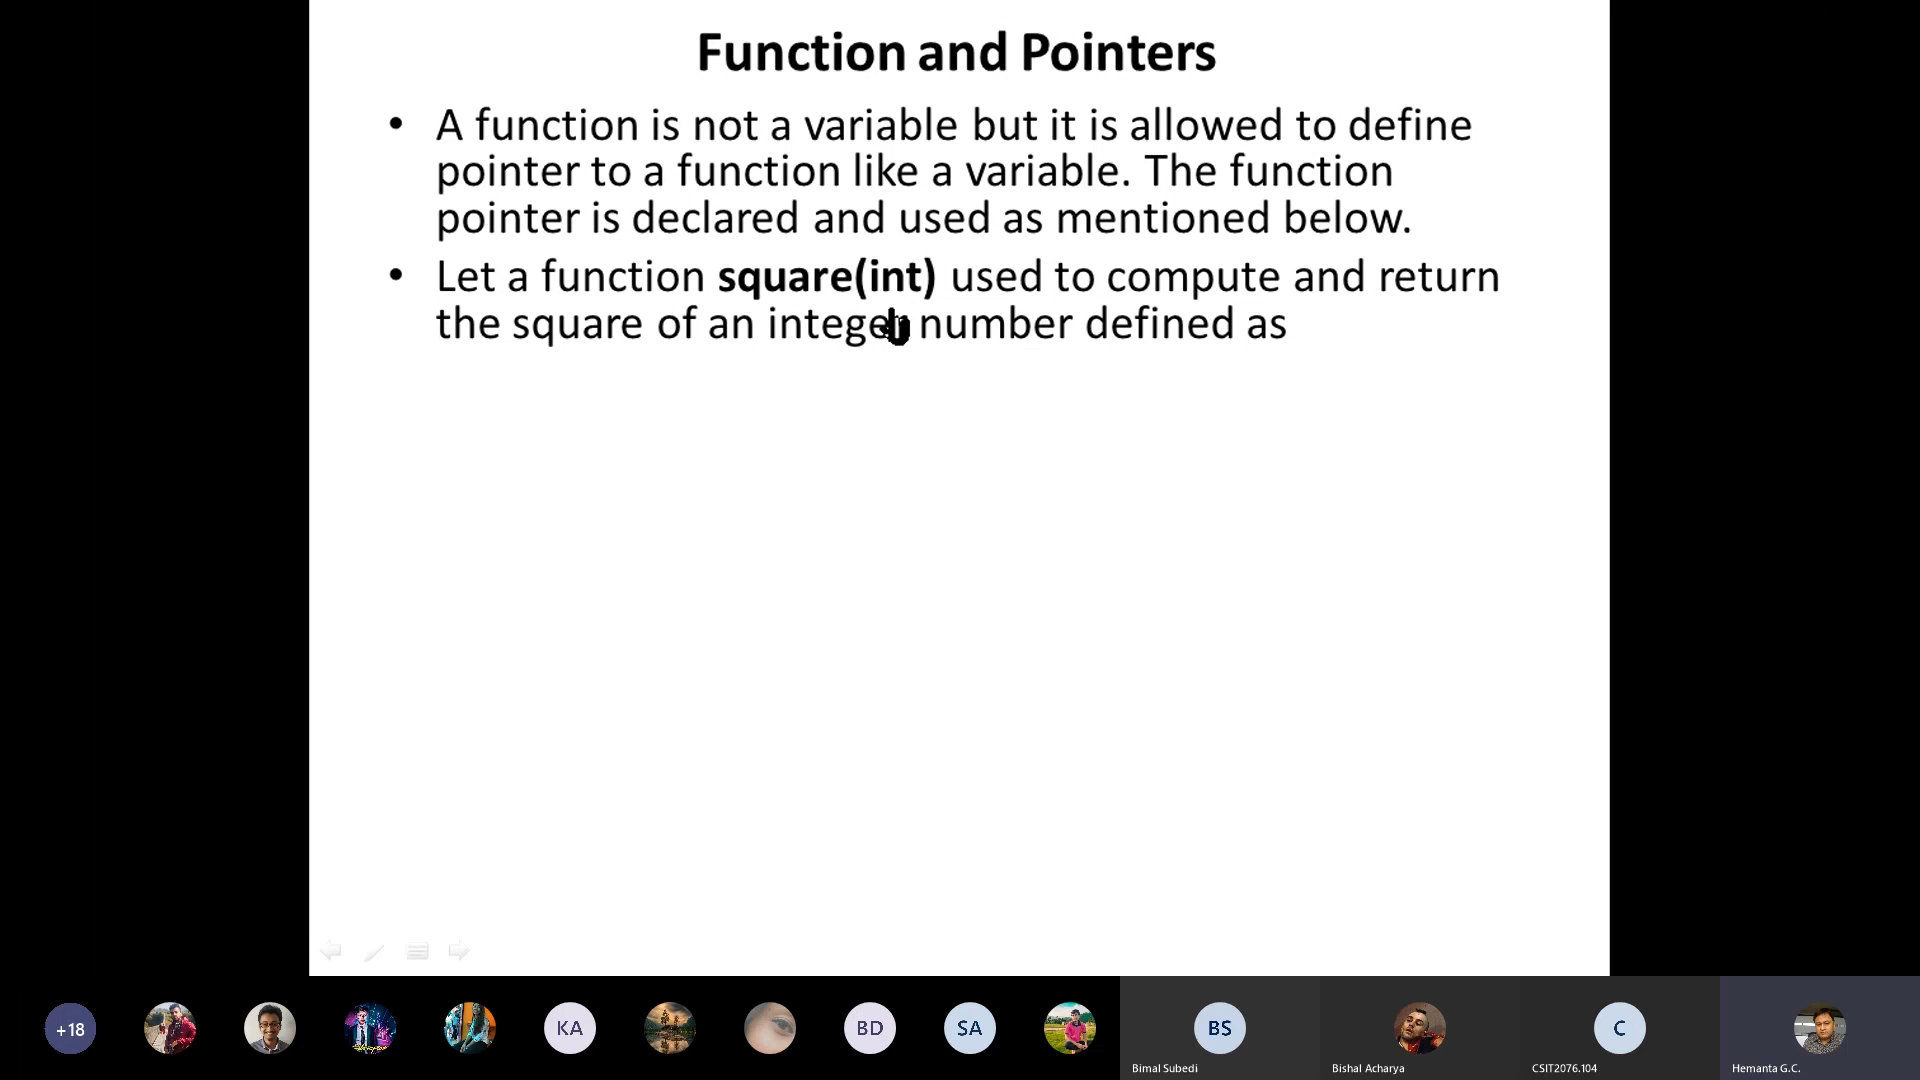 Function and Pointers
• A function is not a variable but it is allowed to define
pointer to a function like a variable. The function
pointer is declared and used as mentioned below.
• Let a function square(int) used to compute and return
the square of an integer number defined as
+18
KA
BD
SA
BS
C
Bimal Subedi
Bishal Acharya
CSIT2076.104
Hemanta G.C.